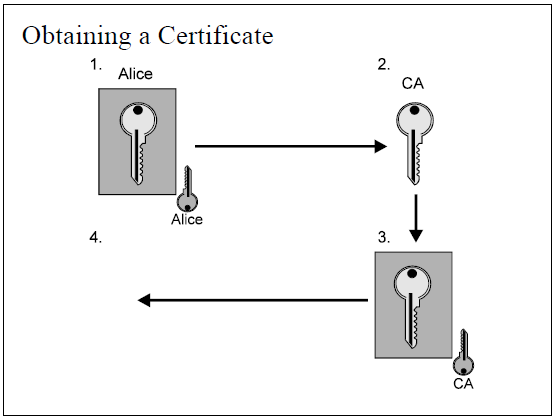 Obtaining a Certificate
1.
Alice
2.
CA
Alice
4.
3.
CA